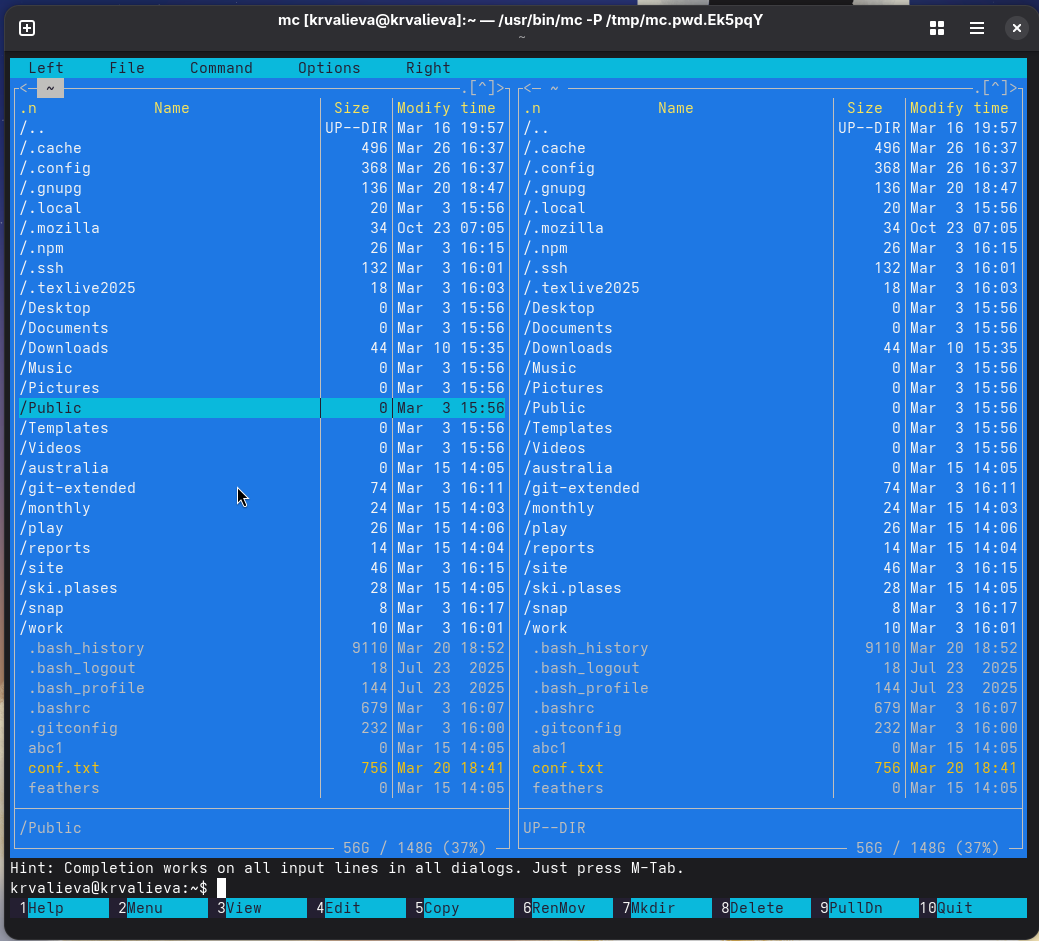 mc [krvalieva@krvalieva]:~ — /usr/bin/mc -P /tmp/mc.pwd.Ek5pqY
~
Left File Command Options Right
<─ ~ .[^]> <─ ~ .[^]>
.n Name Size Modify time .n Name Size Modify time
/.. UP--DIR Mar 16 19:57 /.. UP--DIR Mar 16 19:57
/.cache 496 Mar 26 16:37 /.cache 496 Mar 26 16:37
/.config 368 Mar 26 16:37 /.config 368 Mar 26 16:37
/.gnupg 136 Mar 20 18:47 /.gnupg 136 Mar 20 18:47
/.local 20 Mar 3 15:56 /.local 20 Mar 3 15:56
/.mozilla 34 Oct 23 07:05 /.mozilla 34 Oct 23 07:05
/.npm 26 Mar 3 16:15 /.npm 26 Mar 3 16:15
/.ssh 132 Mar 3 16:01 /.ssh 132 Mar 3 16:01
/.texlive2025 18 Mar 3 16:03 /.texlive2025 18 Mar 3 16:03
/Desktop 0 Mar 3 15:56 /Desktop 0 Mar 3 15:56
/Documents 0 Mar 3 15:56 /Documents 0 Mar 3 15:56
/Downloads 44 Mar 10 15:35 /Downloads 44 Mar 10 15:35
/Music 0 Mar 3 15:56 /Music 0 Mar 3 15:56
/Pictures 0 Mar 3 15:56 /Pictures 0 Mar 3 15:56
/Public 0 Mar 3 15:56 /Public 0 Mar 3 15:56
/Templates 0 Mar 3 15:56 /Templates 0 Mar 3 15:56
/Videos 0 Mar 3 15:56 /Videos 0 Mar 3 15:56
/australia 0 Mar 15 14:05 /australia 0 Mar 15 14:05
/git-extended 74 Mar 3 16:11 /git-extended 74 Mar 3 16:11
/monthly 24 Mar 15 14:03 /monthly 24 Mar 15 14:03
/play 26 Mar 15 14:06 /play 26 Mar 15 14:06
/reports 14 Mar 15 14:04 /reports 14 Mar 15 14:04
/site 46 Mar 3 16:15 /site 46 Mar 3 16:15
/ski.plases 28 Mar 15 14:05 /ski.plases 28 Mar 15 14:05
/snap 8 Mar 3 16:17 /snap 8 Mar 3 16:17
/work 10 Mar 3 16:01 /work 10 Mar 3 16:01
.bash_history 9110 Mar 20 18:52 .bash_history 9110 Mar 20 18:52
.bash_logout 18 Jul 23 2025 .bash_logout 18 Jul 23 2025
.bash_profile 144 Jul 23 2025 .bash_profile 144 Jul 23 2025
.bashrc 679 Mar 3 16:07 .bashrc 679 Mar 3 16:07
.gitconfig 232 Mar 3 16:00 .gitconfig 232 Mar 3 16:00
abc1 0 Mar 15 14:05 abc1 0 Mar 15 14:05
conf.txt 756 Mar 20 18:41 conf.txt 756 Mar 20 18:41
feathers 0 Mar 15 14:05 feathers 0 Mar 15 14:05
/Public UP--DIR
56G / 148G (37%) 56G / 148G (37%)
Hint: Completion works on all input lines in all dialogs. Just press M-Tab.
krvalieva@krvalieva:~$
1Help 2Menu 3View 4Edit 5Copy 6RenMov 7Mkdir 8Delete 9PullDn 10Quit